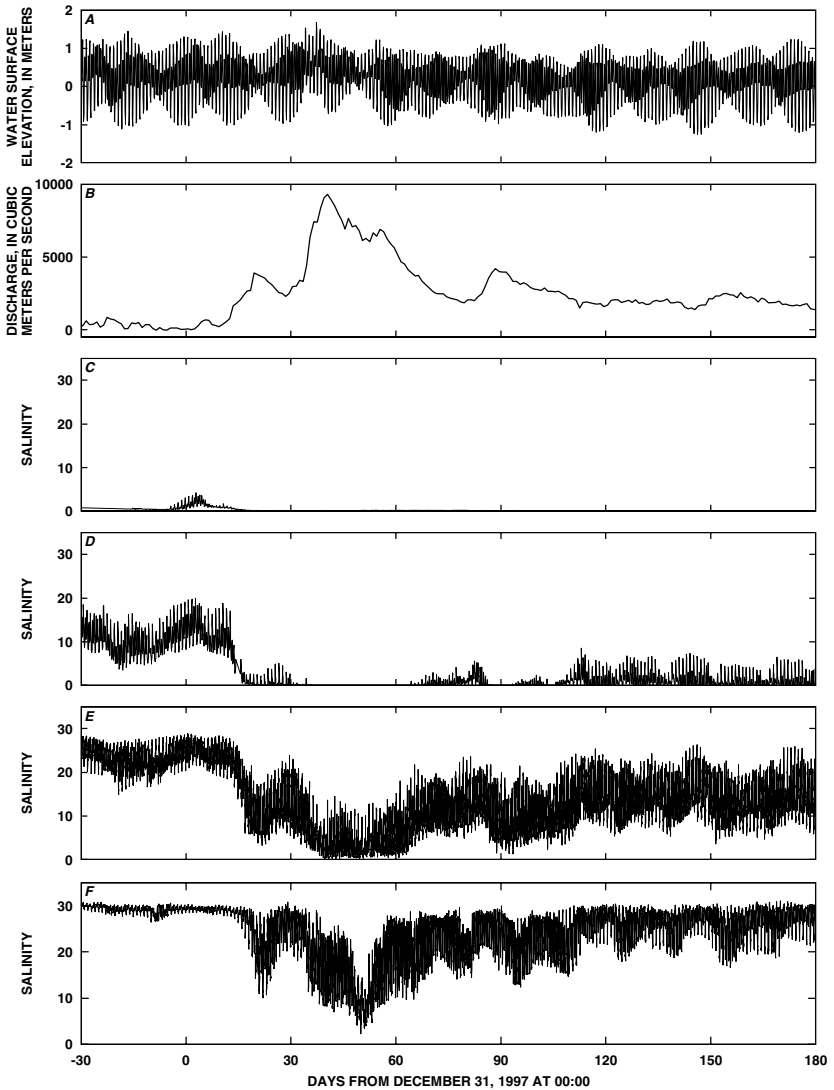 WATER SURFACE
ELEVATION, IN METERS
A
2
1
0
-1
-2
DISCHARGE, IN CUBIC
METERS PER SECOND
B
10000
5000
0
SALINITY
C
30
20
10
0
SALINITY
D
30
20
10
0
SALINITY
E
30
20
10
0
SALINITY
F
30
20
10
0
-30 0 30 60 90 120 150 180
DAYS FROM DECEMBER 31, 1997 AT 00:00